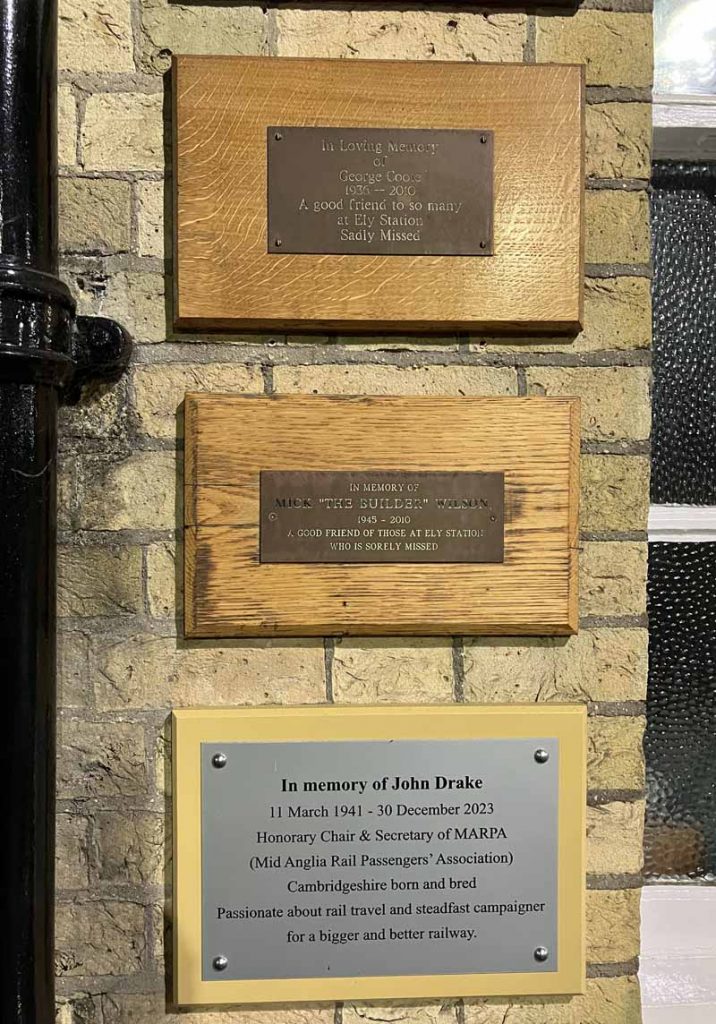 In Loving Memory
of
George Coote
1936 -- 2010
A good friend to so many
at Ely Station
Sadly Missed
IN MEMORY OF
MICK "THE BUILDER" WILSON
1945 - 2010
A GOOD FRIEND OF THOSE AT ELY STATION
WHO IS SORELY MISSED
In memory of John Drake
11 March 1941 - 30 December 2023
Honorary Chair & Secretary of MARPA
(Mid Anglia Rail Passengers' Association)
Cambridgeshire born and bred
Passionate about rail travel and steadfast campaigner
for a bigger and better railway.